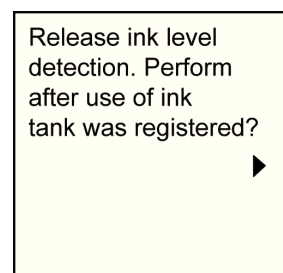 Release ink level
detection. Perform
after use of ink
tank was registered?